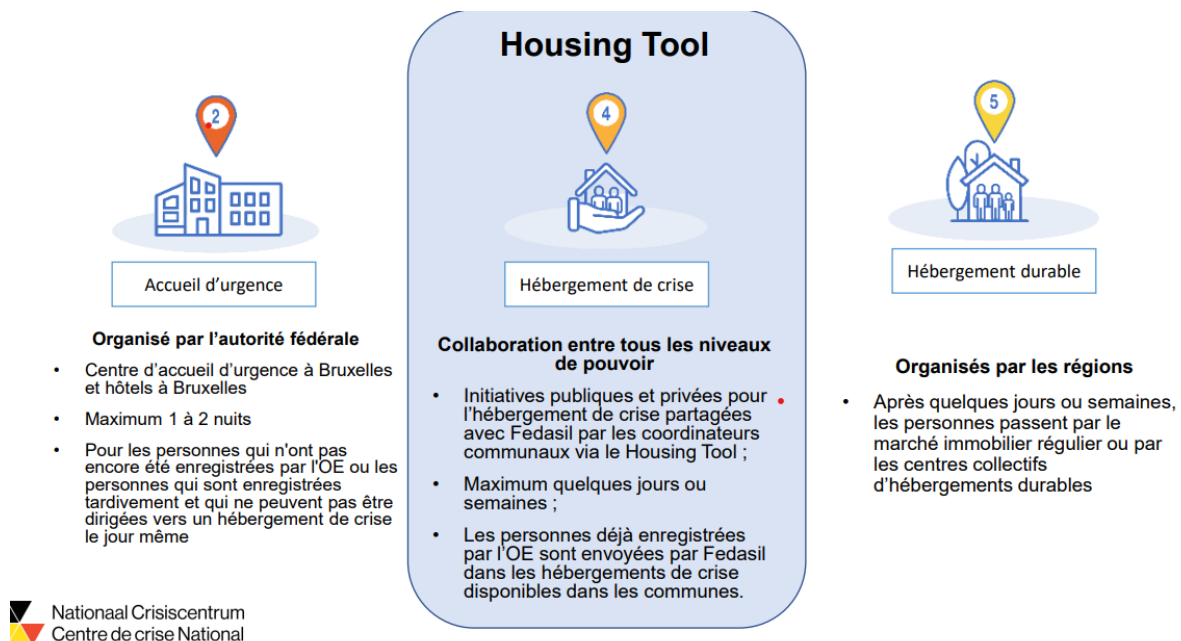 Housing Tool
2
4
5
Accueil d'urgence
Organisé par l'autorité fédérale
• Centre d'accueil d'urgence à Bruxelles
et hôtels à Bruxelles
• Maximum 1 à 2 nuits
• Pour les personnes qui n'ont pas
encore été enregistrées par l'OE ou les
personnes qui sont enregistrées
tardivement et qui ne peuvent pas être
dirigées vers un hébergement de crise
le jour même
Hébergement de crise
Collaboration entre tous les niveaux
de pouvoir
• Initiatives publiques et privées pour
l'hébergement de crise partagées
avec Fedasil par les coordinateurs
communaux via le Housing Tool ;
• Maximum quelques jours ou
semaines ;
• Les personnes déjà enregistrées
par l'OE sont envoyées par Fedasil
dans les hébergements de crise
disponibles dans les communes.
Hébergement durable
Organisés par les régions
• Après quelques jours ou semaines,
les personnes passent par le
marché immobilier régulier ou par
les centres collectifs
d'hébergements durables
Nationaal Crisiscentrum
Centre de crise National